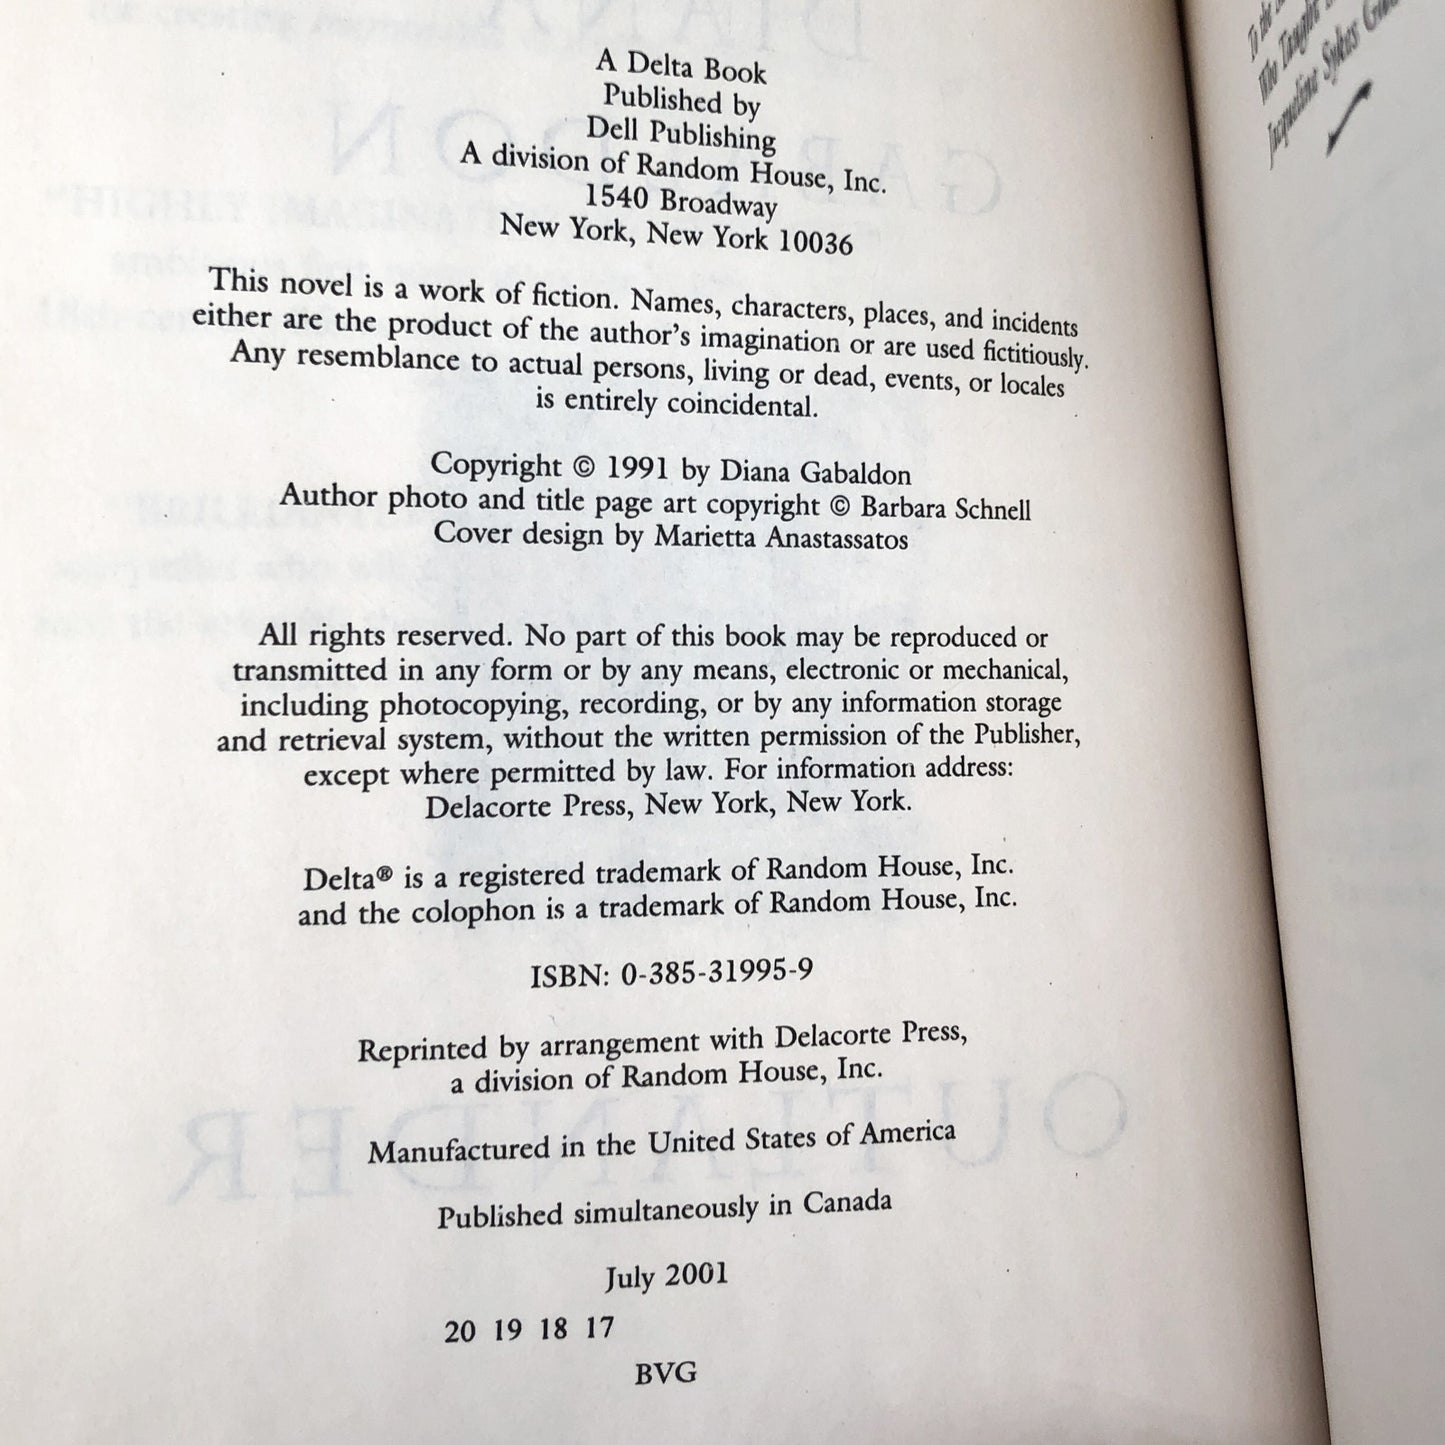 A Delta Book
Published by
Dell Publishing
A division of Random House, Inc.
1540 Broadway
New York, New York 10036
This novel is a work of fiction. Names, characters, places, and incidents
either are the product of the author's imagination or are used fictitiously.
Any resemblance to actual persons, living or dead, events, or locales
is entirely coincidental.
Copyright © 1991 by Diana Gabaldon
Author photo and title page art copyright © Barbara Schnell
Cover design by Marietta Anastassatos
All rights reserved. No part of this book may be reproduced or
transmitted in any form or by any means, electronic or mechanical,
including photocopying, recording, or by any information storage
and retrieval system, without the written permission of the Publisher,
except where permitted by law. For information address:
Delacorte Press, New York, New York.
Delta® is a registered trademark of Random House, Inc.
and the colophon is a trademark of Random House, Inc.
ISBN: 0-385-31995-9
Reprinted by arrangement with Delacorte Press,
a division of Random House, Inc.
Manufactured in the United States of America
Published simultaneously in Canada
July 2001
20 19 18 17
BVG
To the
Who Taught
Jacqueline Sykes